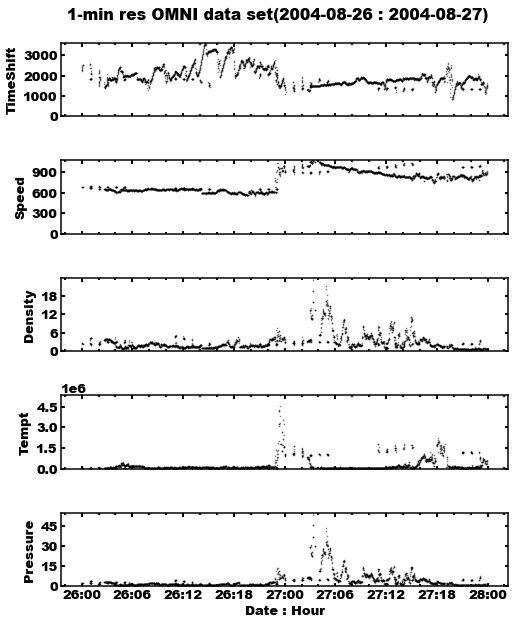 1-min res OMNI data set(2004-08-26 : 2004-08-27)
3000
2000
1000
0
TimeShift
900
600
300
0
Speed
18
12
6
0
Density
1e6
4.5
3.0
1.5
0.0
Tempt
45
30
15
0
Pressure
26:00 26:06 26:12 26:18 27:00 27:06 27:12 27:18 28:00
Date : Hour